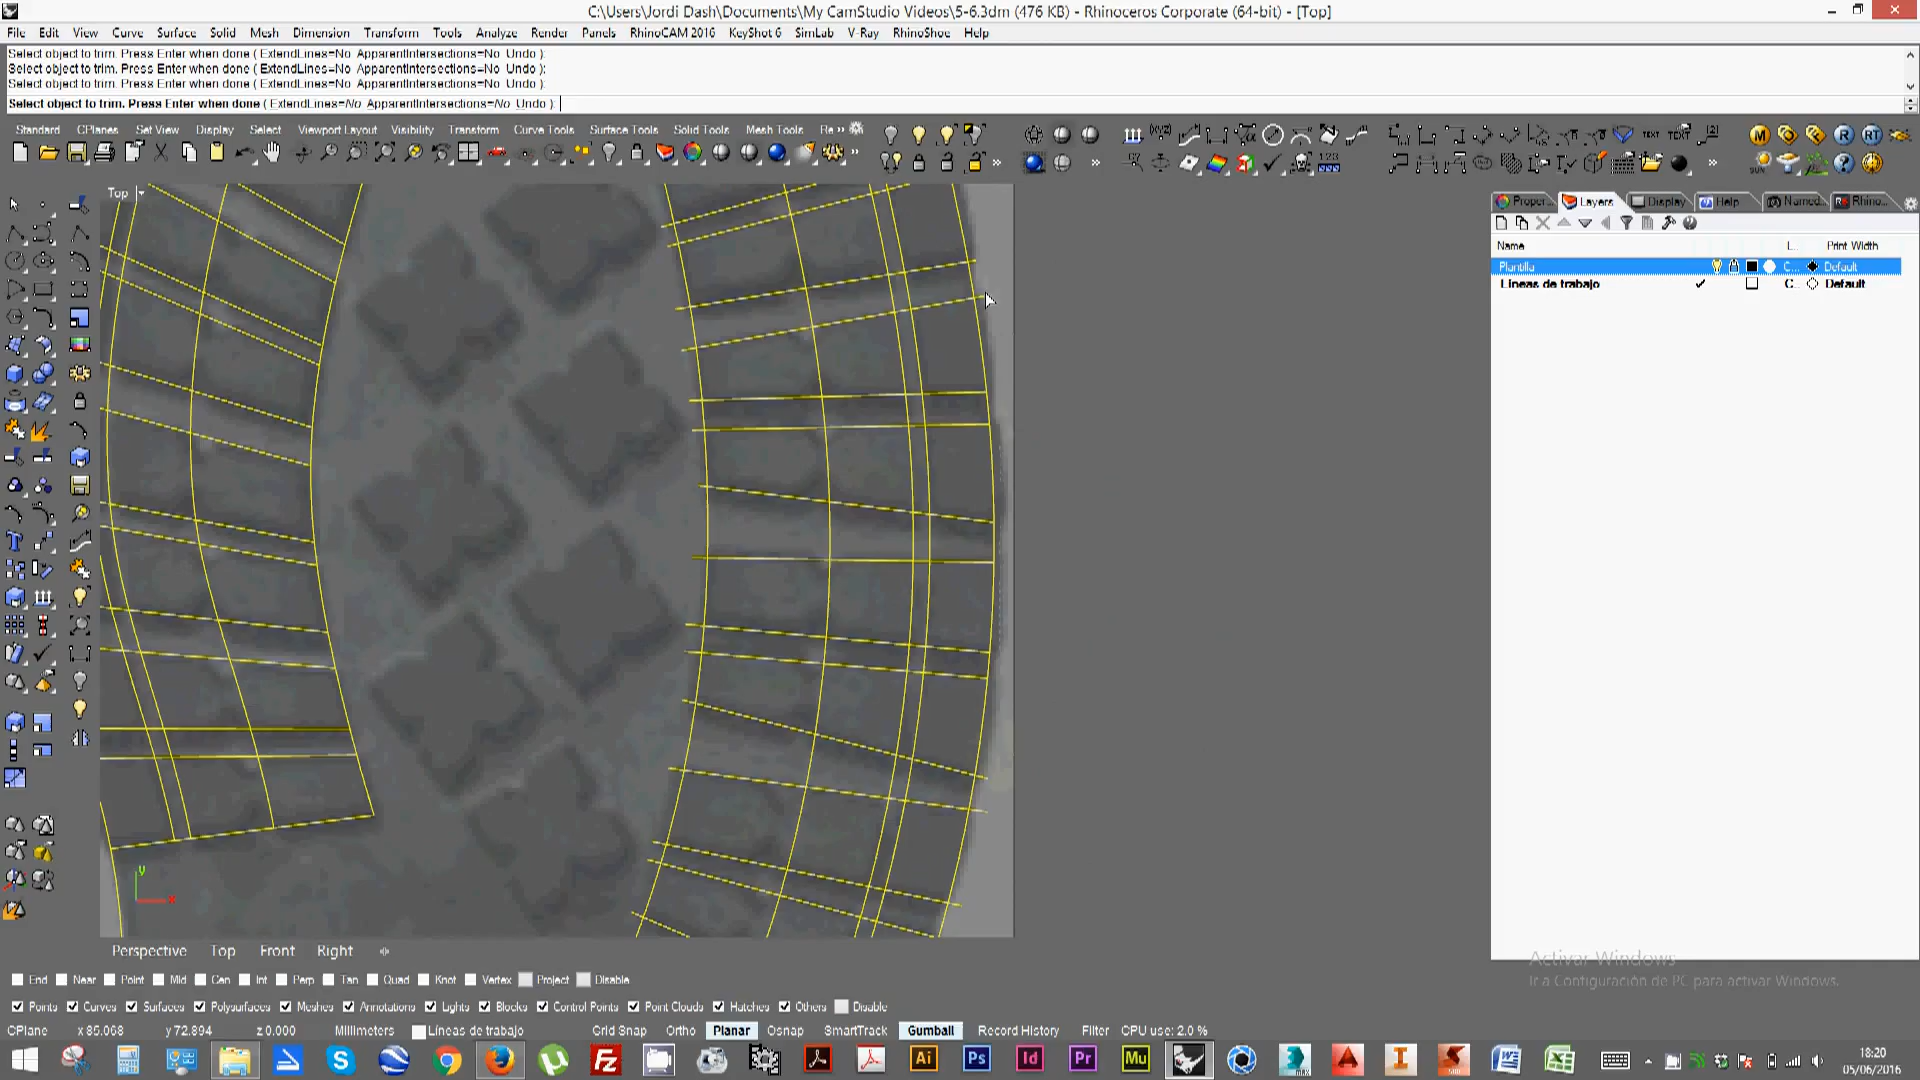 C:\Users\Jordi Dash\Documents\My CamStudio Videos\5-6.3dm (476 KB) - Rhinoceros Corporate (64-bit) - [Top]
File Edit View Curve Surface Solid Mesh Dimension Transform Tools Analyze Render Panels RhinoCAM 2016 KeyShot 6 SimLab V-Ray RhinoShoe Help
Select object to trim. Press Enter when done ( ExtendLines=No ApparentIntersections=No Undo ):
Select object to trim. Press Enter when done ( ExtendLines=No ApparentIntersections=No Undo ):
Select object to trim. Press Enter when done ( ExtendLines=No ApparentIntersections=No Undo ):
Select object to trim. Press Enter when done ( ExtendLines=No ApparentIntersections=No Undo ):
Standard CPlanes Set View Display Select Viewport Layout Visibility Transform Curve Tools Surface Tools Solid Tools Mesh Tools Re
Top
Proper... Layers Display Help Named... Rhino...
Name L... Print Width
Plantilla C... Default
Líneas de trabajo C.. Default
Perspective Top Front Right
Activar Windows
Ir a Configuración de PC para activar Windows.
End Near Point Mid Cen Int Perp Tan Quad Knot Vertex Project Disable
Points Curves Surfaces Polysurfaces Meshes Annotations Lights Blocks Control Points Point Clouds Hatches Others Disable
CPlane x 85.068 y 72.894 z 0.000 Millimeters Líneas de trabajo Grid Snap Ortho Planar Osnap SmartTrack Gumball Record History Filter CPU use: 2.0 %
18:20
05/06/2016